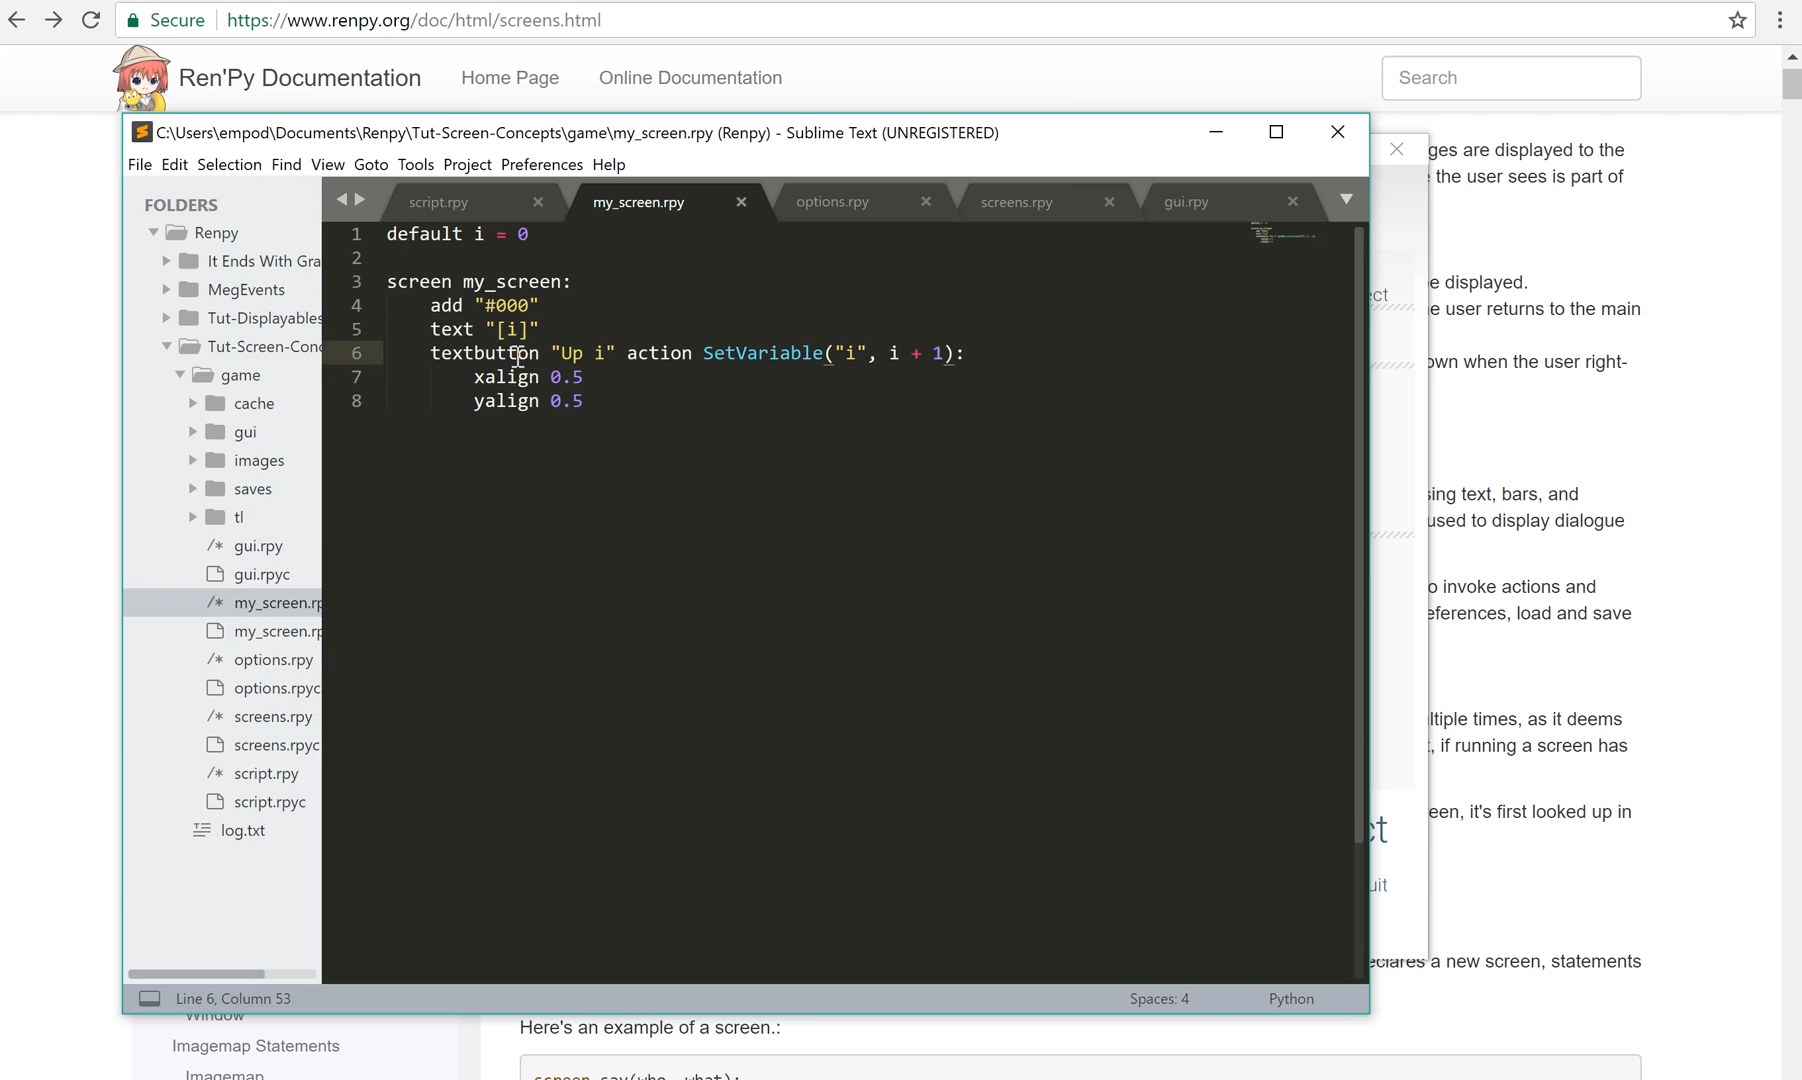 Secure https://www.renpy.org/doc/html/screens.html
Ren'Py Documentation Home Page Online Documentation Search
C:\Users\empod\Documents\Renpy\Tut-Screen-Concepts\game\my_screen.rpy (Renpy) - Sublime Text (UNREGISTERED)
File Edit Selection Find View Goto Tools Project Preferences Help
FOLDERS
Renpy
It Ends With Gra
MegEvents
Tut-Displayables
Tut-Screen-Conc
game
cache
gui
images
saves
tl
/* gui.rpy
gui.rpyc
/* my_screen.rp
my_screen.rp
/* options.rpy
options.rpyc
/* screens.rpy
screens.rpyc
/* script.rpy
script.rpyc
log.txt
script.rpy my_screen.rpy options.rpy screens.rpy gui.rpy
1 default i = 0
2
3 screen my_screen:
4 add "#000"
5 text "[i]"
6 textbutton "Up i" action SetVariable("i", i + 1):
7 xalign 0.5
8 yalign 0.5
Line 6, Column 53 Spaces: 4 Python
ges are displayed to the
the user sees is part of
e displayed.
ect
e user returns to the main
own when the user right-
sing text, bars, and
used to display dialogue
o invoke actions and
eferences, load and save
ltiple times, as it deems
, if running a screen has
een, it's first looked up in
ct
uit
eclares a new screen, statements
Window
Imagemap Statements
Imagemap
Here's an example of a screen.:
screen say(who, what):